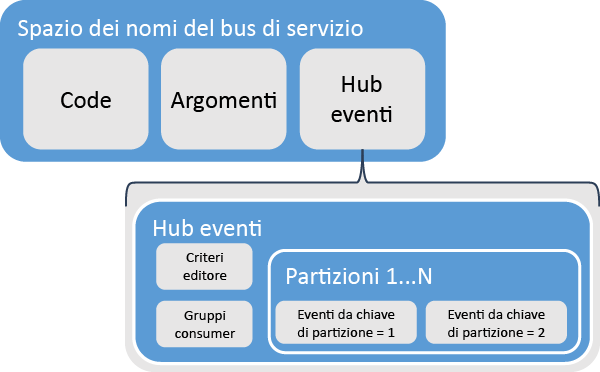 Spazio dei nomi del bus di servizio
Code
Argomenti
Hub
eventi
Hub eventi
Criteri
editore
Gruppi
consumer
Partizioni 1...N
Eventi da chiave
di partizione = 1
Eventi da chiave
di partizione = 2